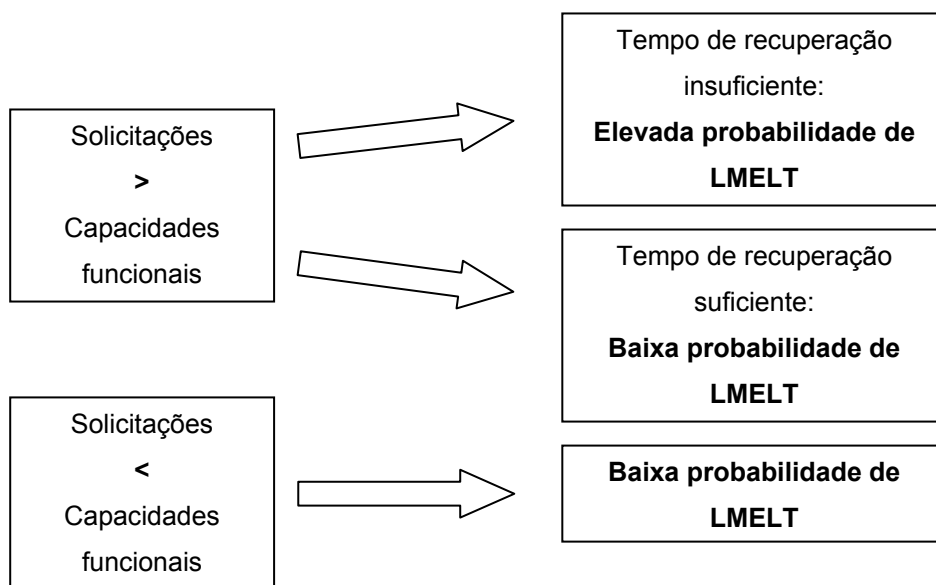 Solicitações
>
Capacidades
funcionais
Tempo de recuperação
insuficiente:
Elevada probabilidade de
LMELT
Tempo de recuperação
suficiente:
Baixa probabilidade de
LMELT
Solicitações
<
Capacidades
funcionais
Baixa probabilidade de
LMELT